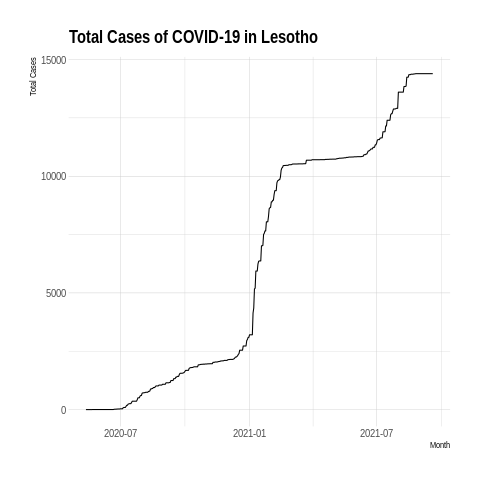 Total Cases of COVID-19 in Lesotho
Total Cases
15000
10000
5000
0
2020-07
2021-01
2021-07
Month